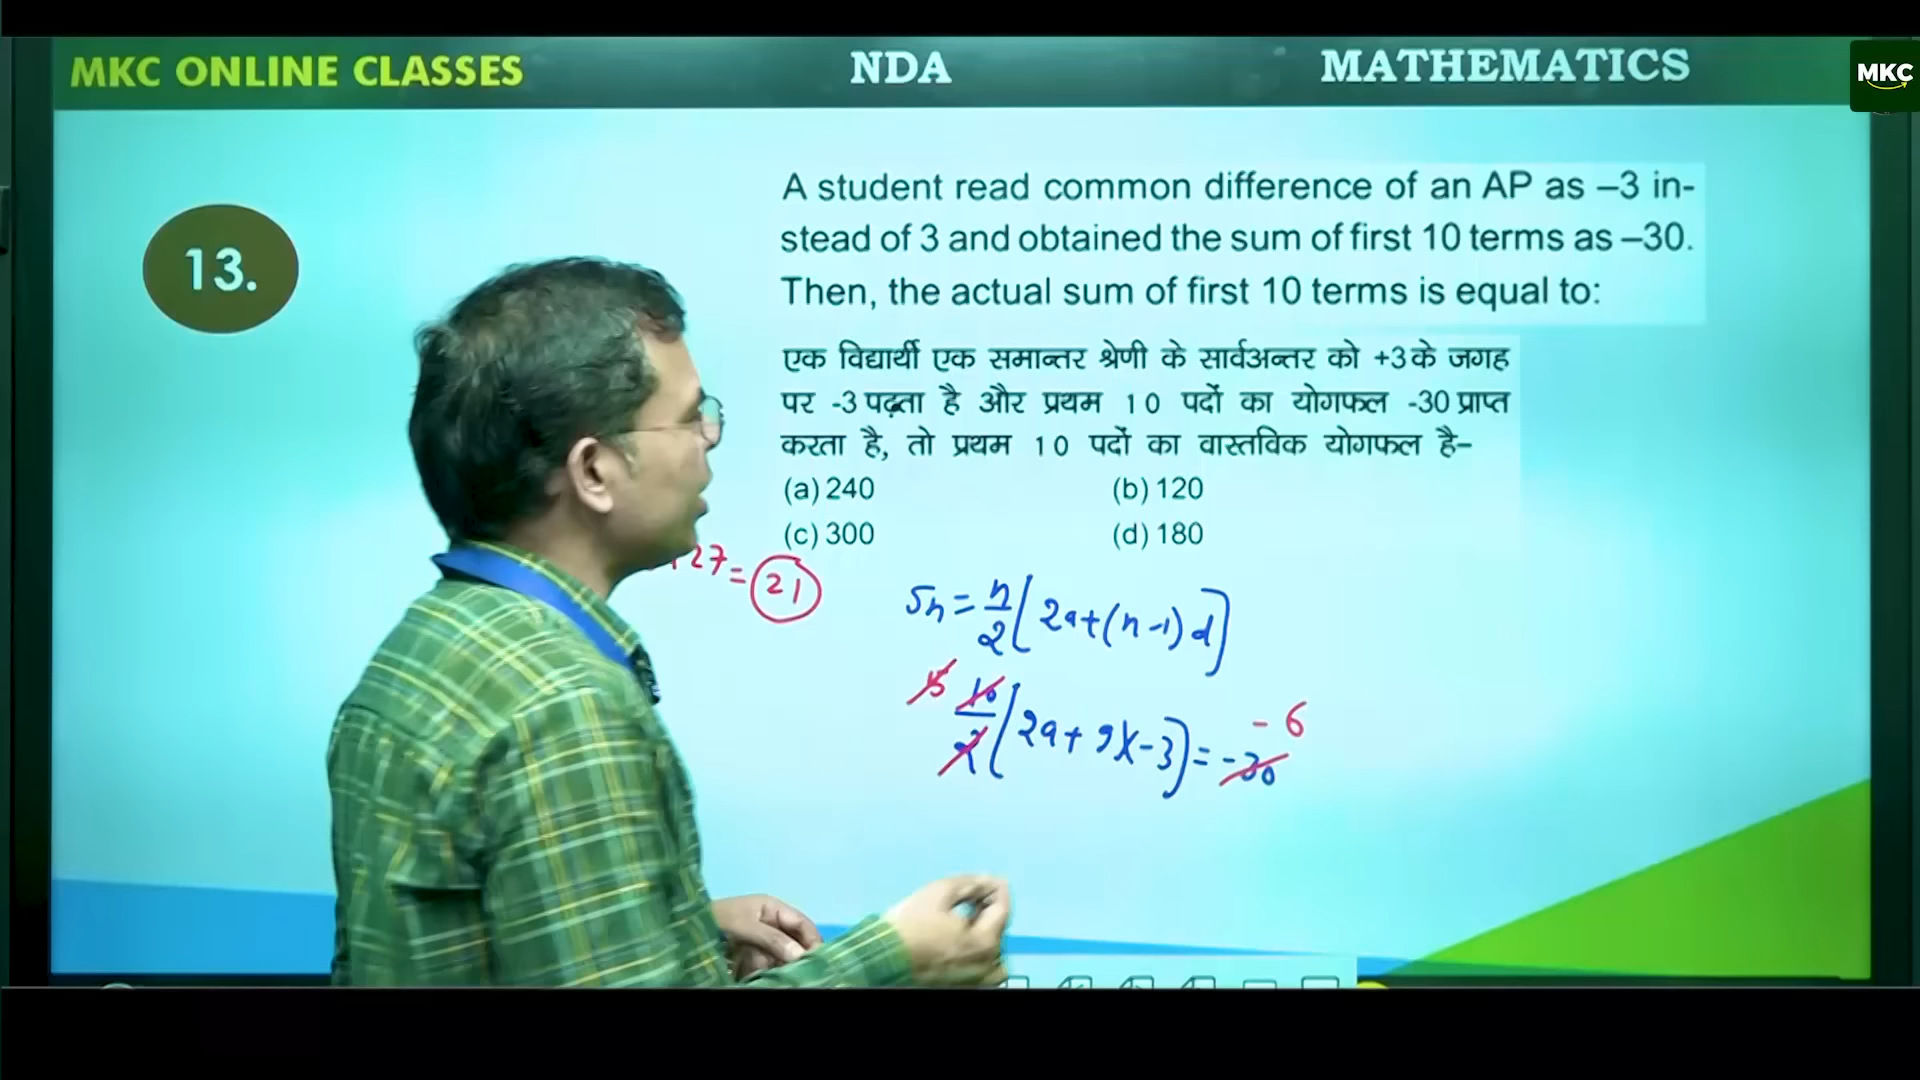 MKC ONLINE CLASSES NDA MATHEMATICS
MKC
13.
A student read common difference of an AP as –3 in-
stead of 3 and obtained the sum of first 10 terms as –30.
Then, the actual sum of first 10 terms is equal to:
एक विद्यार्थी एक समान्तर श्रेणी के सार्वअन्तर को +3 के जगह
पर -3 पढ़ता है और प्रथम 10 पदों का योगफल -30 प्राप्त
करता है, तो प्रथम 10 पदों का वास्तविक योगफल है–
(a) 240 (b) 120
(c) 300 (d) 180
27 = 21
Sn = n/2 [2a+(n-1)d]
5 10/2 [2a+9x-3] = -30 -6